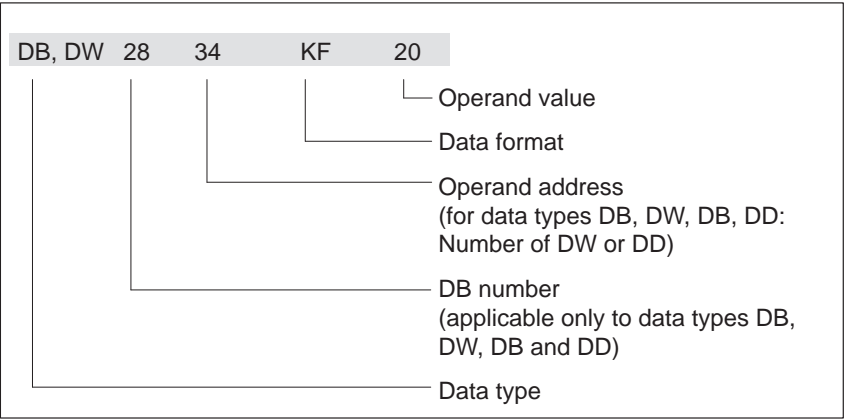 DB, DW 28 34 KF 20
Operand value
Data format
Operand address
(for data types DB, DW, DB, DD:
Number of DW or DD)
DB number
(applicable only to data types DB,
DW, DB and DD)
Data type